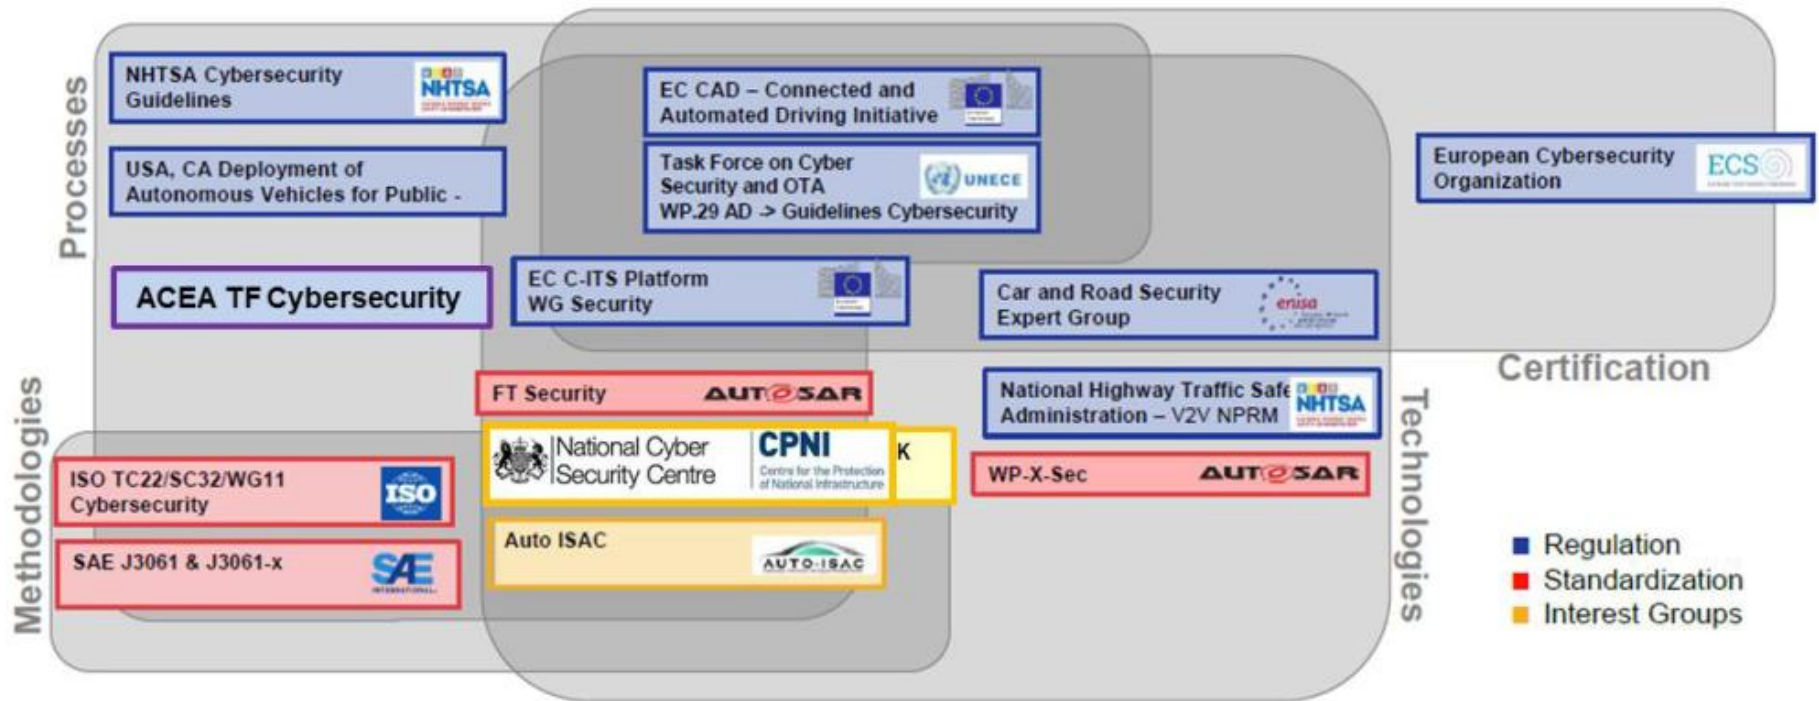 Processes
NHTSA Cybersecurity
Guidelines
NHTSA
USA, CA Deployment of
Autonomous Vehicles for Public -
EC CAD – Connected and
Automated Driving Initiative
Task Force on Cyber
Security and OTA
WP.29 AD -> Guidelines Cybersecurity
UNECE
European Cybersecurity
Organization
ECS
ACEA TF Cybersecurity
EC C-ITS Platform
WG Security
Car and Road Security
Expert Group
enisa
Certification
Methodologies
FT Security
AUTOSAR
National Highway Traffic Safe
Administration – V2V NPRM
NHTSA
Technologies
National Cyber
Security Centre
CPNI
Centre for the Protection
of National Infrastructure
K
ISO TC22/SC32/WG11
Cybersecurity
ISO
WP-X-Sec
AUTOSAR
SAE J3061 & J3061-x
SAE
INTERNATIONAL
Auto ISAC
AUTO-ISAC
Regulation
Standardization
Interest Groups